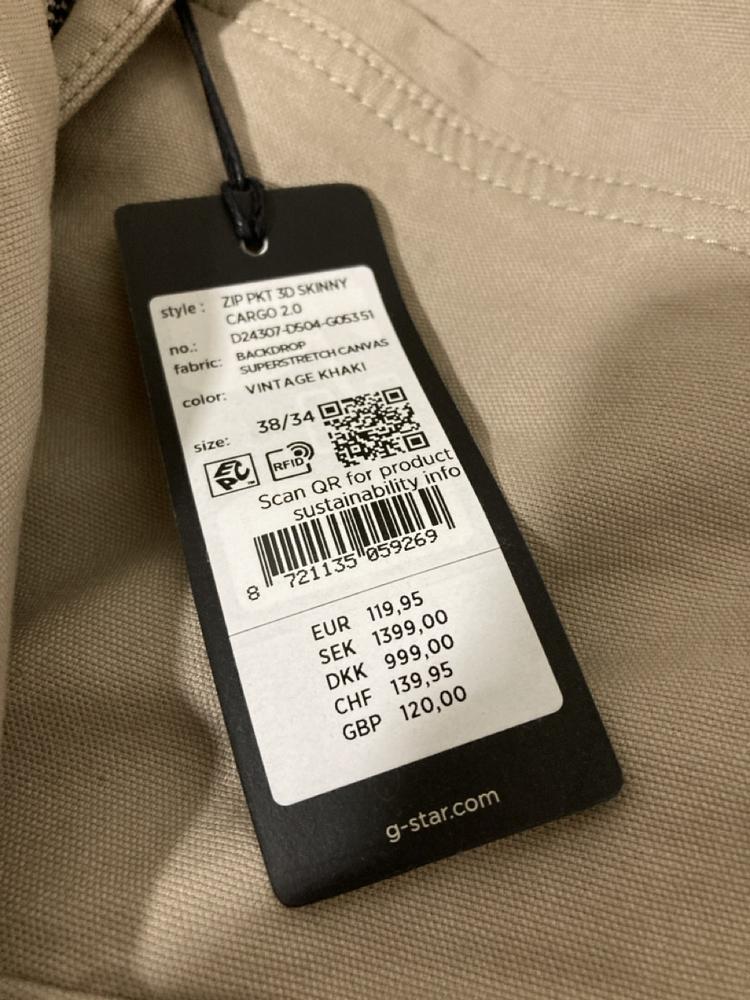 style : ZIP PKT 3D SKINNY
CARGO 2.0
no.: D24307-D504-G05351
fabric: BACKDROP
SUPERSTRETCH CANVAS
color: VINTAGE KHAKI
size: 38/34
EPC™
RFID
Scan QR for product
sustainability info
8 721135 059269
EUR 119,95
SEK 1399,00
DKK 999,00
CHF 139,95
GBP 120,00
g-star.com